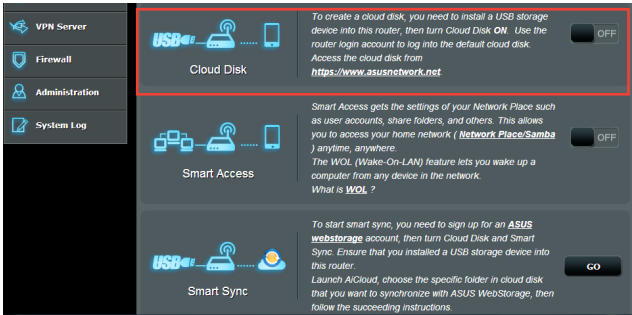 VPN Server
Firewall
Administration
System Log
USB
Cloud Disk
To create a cloud disk, you need to install a USB storage
device into this router, then turn Cloud Disk ON. Use the
router login account to log into the default cloud disk.
Access the cloud disk from
https://www.asusnetwork.net.
OFF
Smart Access
Smart Access gets the settings of your Network Place such
as user accounts, share folders, and others. This allows
you to access your home network ( Network Place/Samba
) anytime, anywhere.
The WOL (Wake-On-LAN) feature lets you wake up a
computer from any device in the network.
What is WOL ?
OFF
USB
Smart Sync
To start smart sync, you need to sign up for an ASUS
webstorage account, then turn Cloud Disk and Smart
Sync. Ensure that you installed a USB storage device into
this router.
Launch AiCloud, choose the specific folder in cloud disk
that you want to synchronize with ASUS WebStorage, then
follow the succeeding instructions.
GO